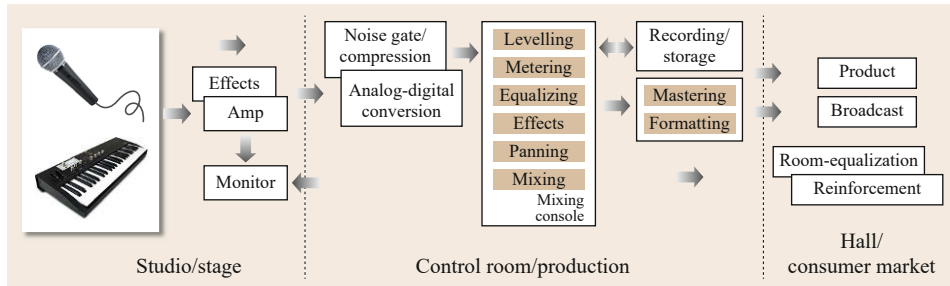 Effects
Amp
Monitor
Studio/stage
Noise gate/
compression
Analog-digital
conversion
Levelling
Metering
Equalizing
Effects
Panning
Mixing
Mixing
console
Recording/
storage
Mastering
Formatting
Control room/production
Product
Broadcast
Room-equalization
Reinforcement
Hall/
consumer market